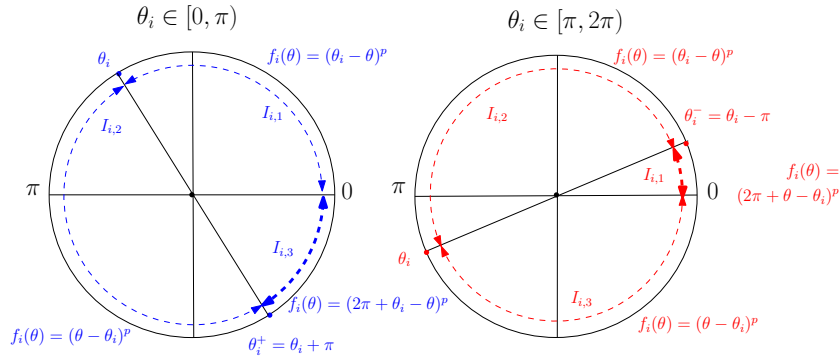 θ_i ∈ [0, π)
θ_i
f_i(θ) = (θ_i − θ)^p
I_{i,1}
I_{i,2}
π
0
I_{i,3}
f_i(θ) = (2π + θ_i − θ)^p
f_i(θ) = (θ − θ_i)^p
θ_i^+ = θ_i + π
θ_i ∈ [π, 2π)
f_i(θ) = (θ_i − θ)^p
I_{i,2}
θ_i^− = θ_i − π
I_{i,1}
f_i(θ) =
(2π + θ − θ_i)^p
π
0
θ_i
I_{i,3}
f_i(θ) = (θ − θ_i)^p